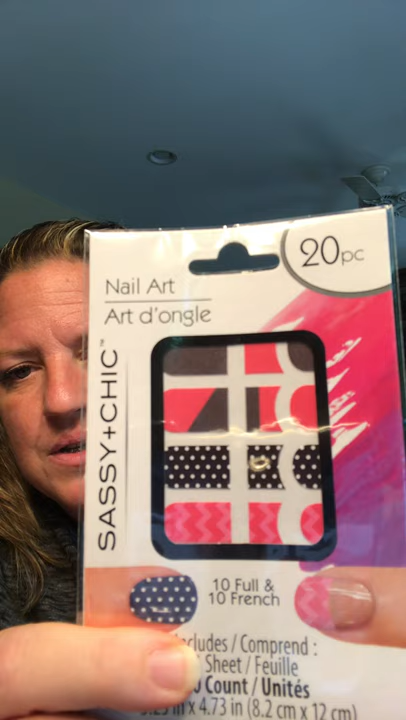 20pc
Nail Art
Art d'ongle
SASSY+CHIC™
10 Full &
10 French
Includes / Comprend :
Sheet / Feuille
Count / Unités
x 4.73 in (8.2 cm x 12 cm)